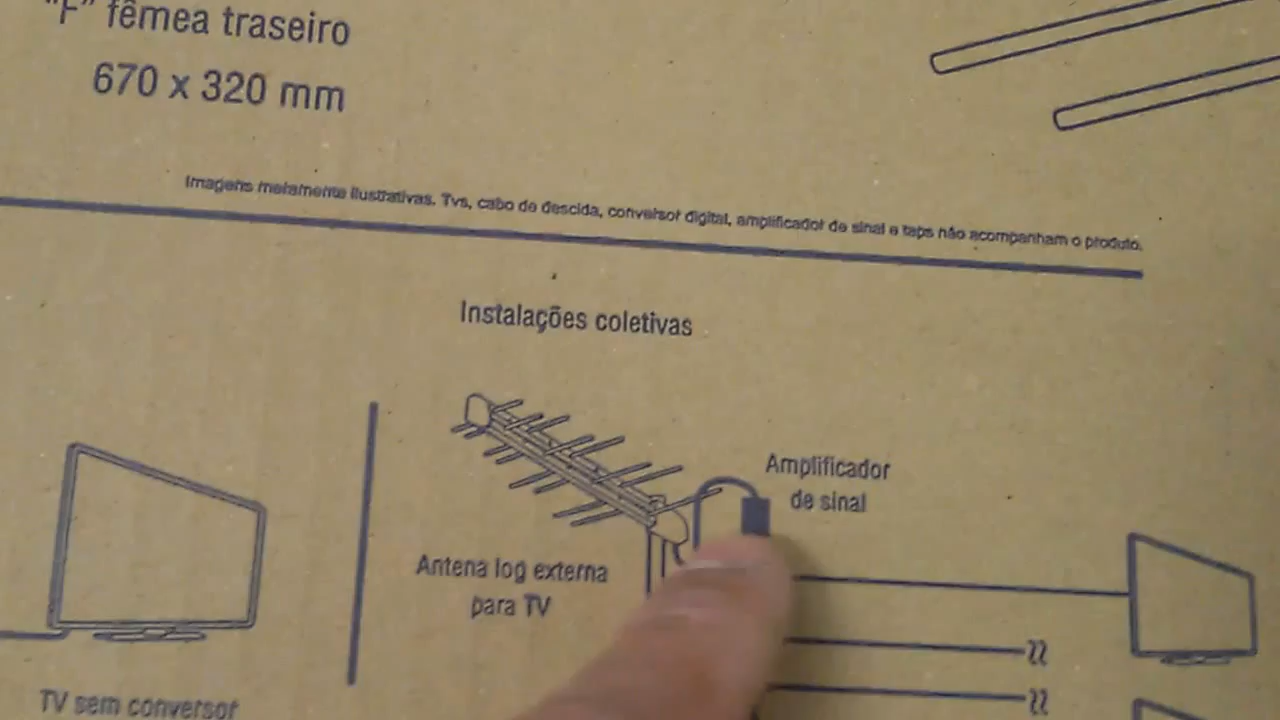 "F" fêmea traseiro
670 x 320 mm
Imagens meramente ilustrativas. Tvs, cabo de descida, conversor digital, amplificador de sinal e taps não acompanham o produto.
Instalações coletivas
Amplificador
de sinal
Antena log externa
para TV
TV sem conversor